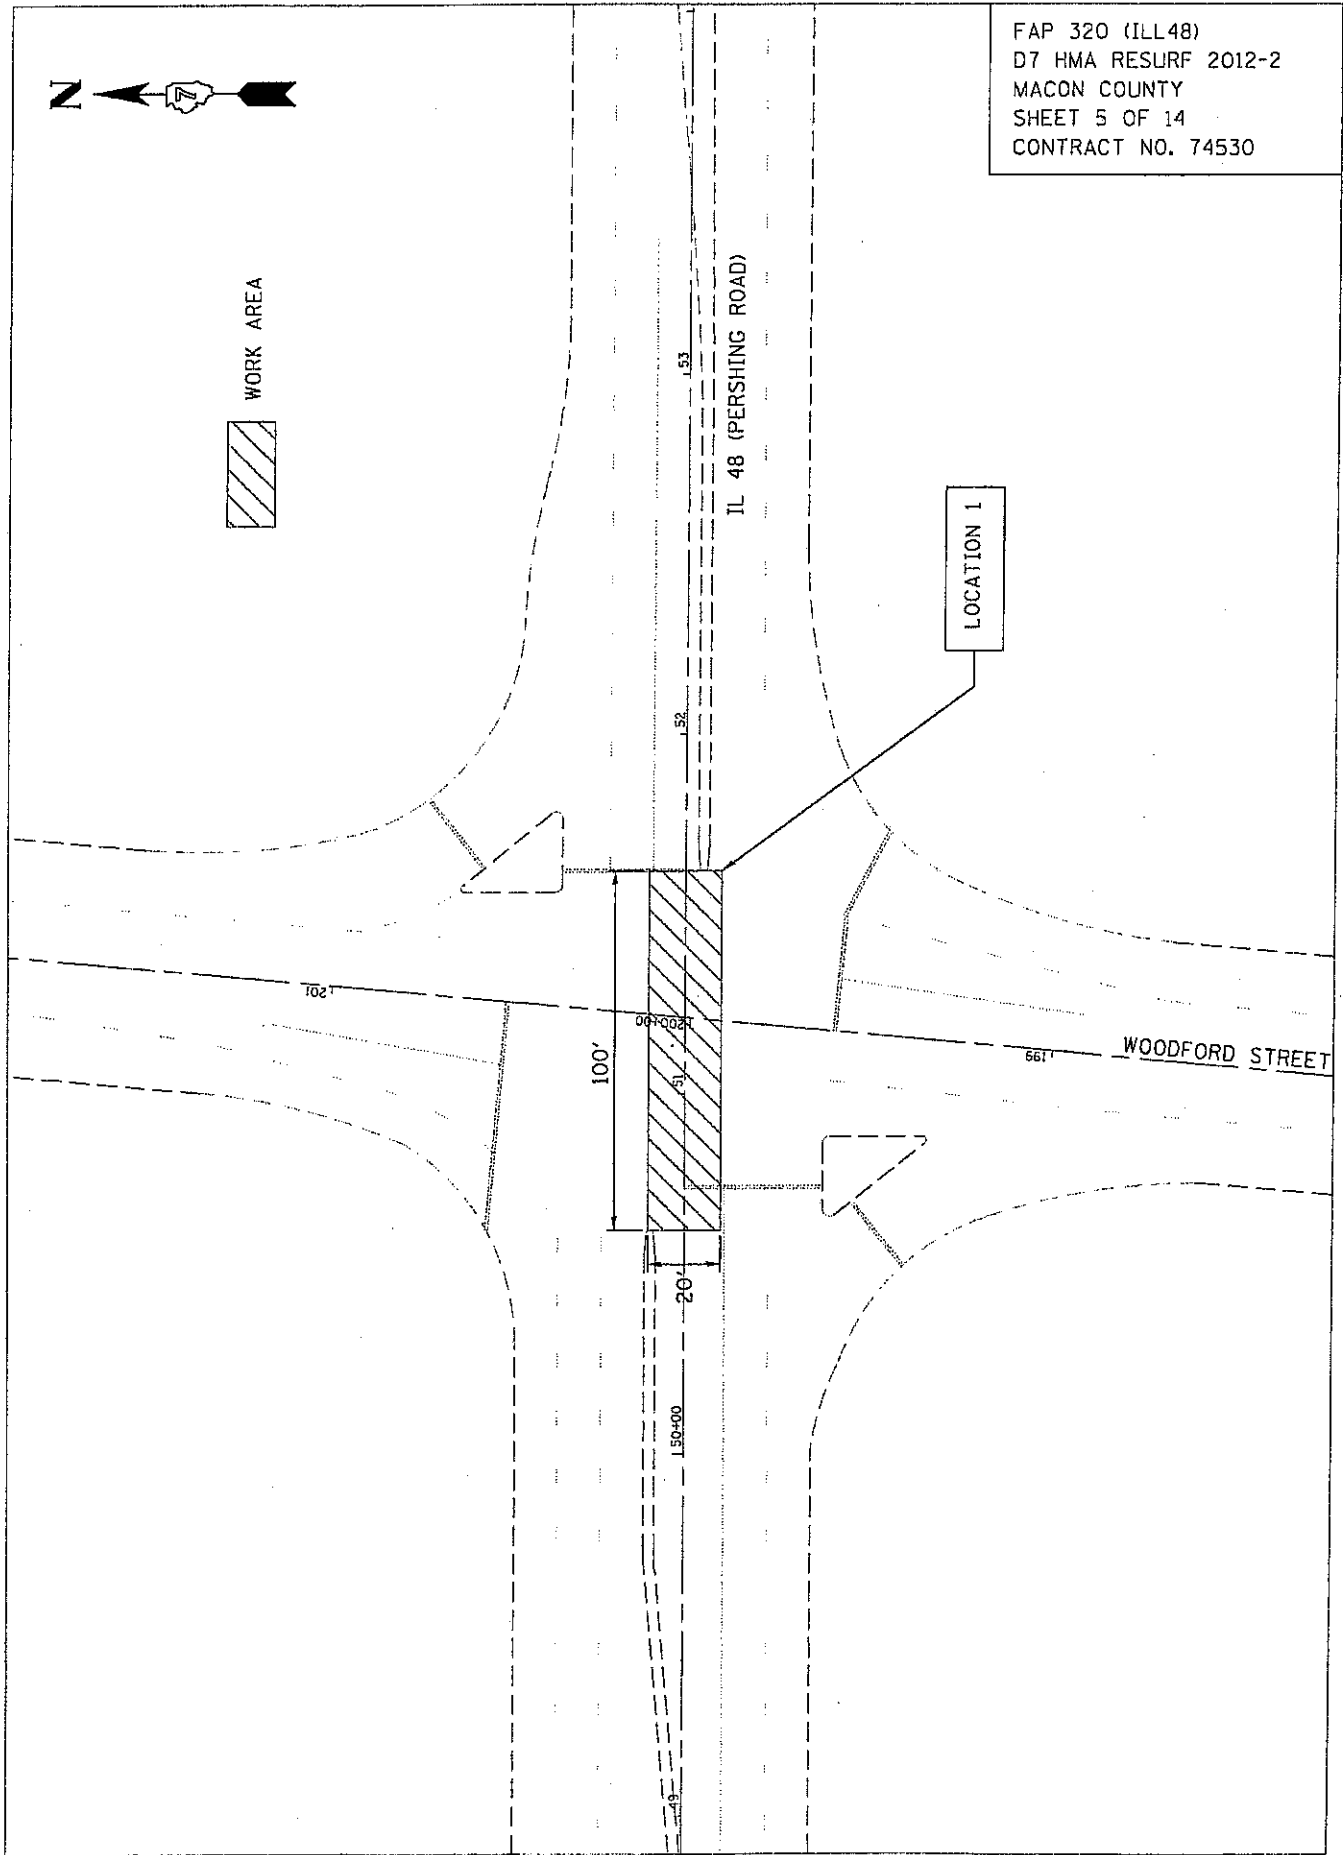 FAP 320 (ILL48)
D7 HMA RESURF 2012-2
MACON COUNTY
SHEET 5 OF 14
CONTRACT NO. 74530
N
7
WORK AREA
IL 48 (PERSHING ROAD)
LOCATION 1
WOODFORD STREET
100'
20'
49
50+00
51
52
53
199
200+00
201